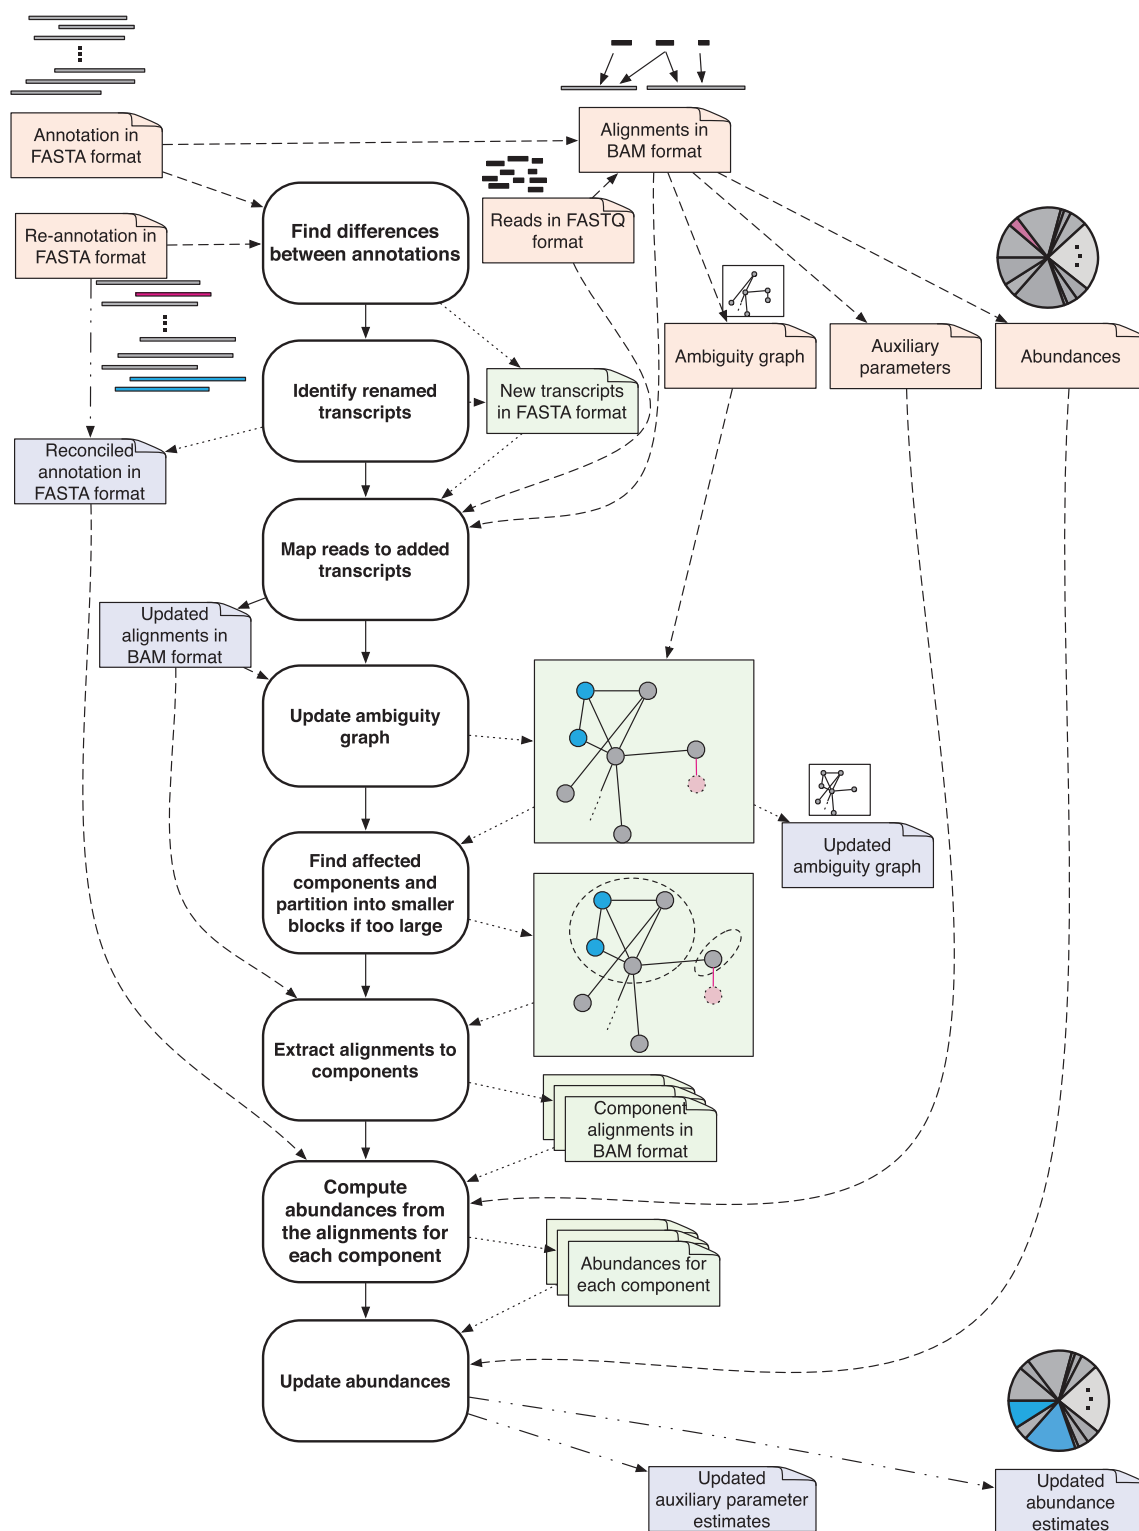 Annotation in
FASTA format
Alignments in
BAM format
Re-annotation in
FASTA format
Find differences
between annotations
Reads in FASTQ
format
Ambiguity graph
Auxiliary
parameters
Abundances
Identify renamed
transcripts
New transcripts
in FASTA format
Reconciled
annotation in
FASTA format
Map reads to added
transcripts
Updated
alignments in
BAM format
Update ambiguity
graph
Updated
ambiguity graph
Find affected
components and
partition into smaller
blocks if too large
Extract alignments to
components
Component
alignments in
BAM format
Compute
abundances from
the alignments for
each component
Abundances for
each component
Update abundances
Updated
auxiliary parameter
estimates
Updated
abundance
estimates